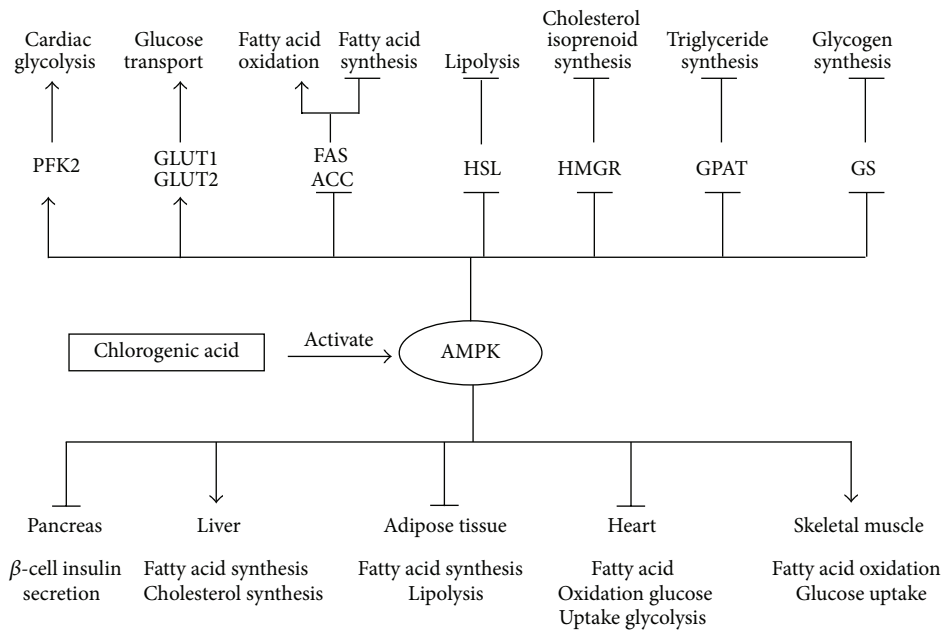 Cardiac
glycolysis
Glucose
transport
Fatty acid
oxidation
Fatty acid
synthesis
Lipolysis
Cholesterol
isoprenoid
synthesis
Triglyceride
synthesis
Glycogen
synthesis
PFK2
GLUT1
GLUT2
FAS
ACC
HSL
HMGR
GPAT
GS
Chlorogenic acid
Activate
AMPK
Pancreas
β-cell insulin
secretion
Liver
Fatty acid synthesis
Cholesterol synthesis
Adipose tissue
Fatty acid synthesis
Lipolysis
Heart
Fatty acid
Oxidation glucose
Uptake glycolysis
Skeletal muscle
Fatty acid oxidation
Glucose uptake